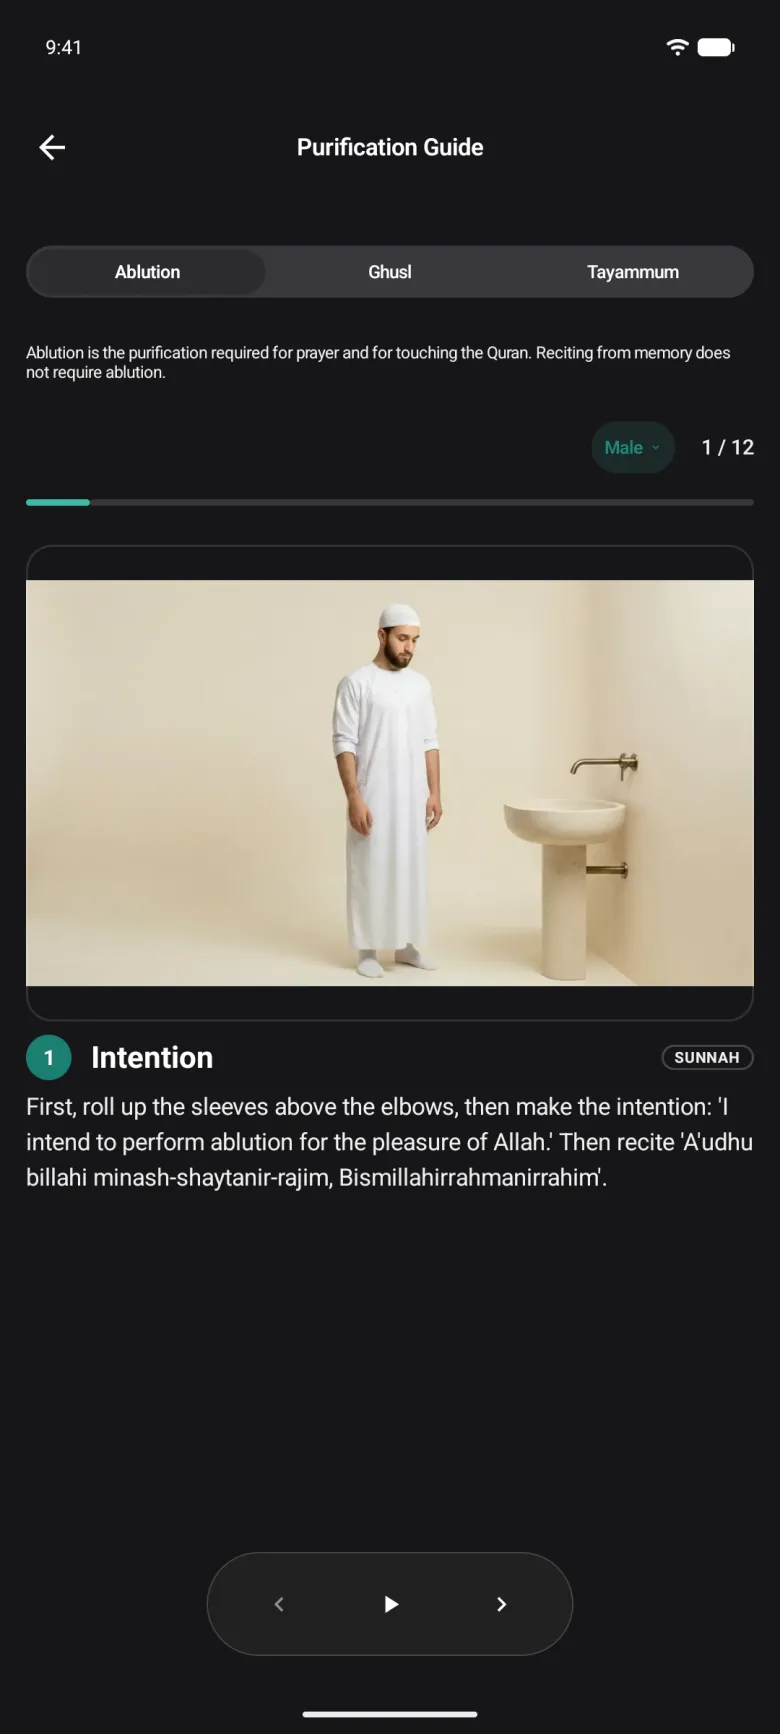 9:41
Purification Guide
Ablution
Ghusl
Tayammum
Ablution is the purification required for prayer and for touching the Quran. Reciting from memory does
not require ablution.
Male
1 / 12
1
Intention
SUNNAH
First, roll up the sleeves above the elbows, then make the intention: 'I
intend to perform ablution for the pleasure of Allah.' Then recite 'A'udhu
billahi minash-shaytanir-rajim, Bismillahirrahmanirrahim'.